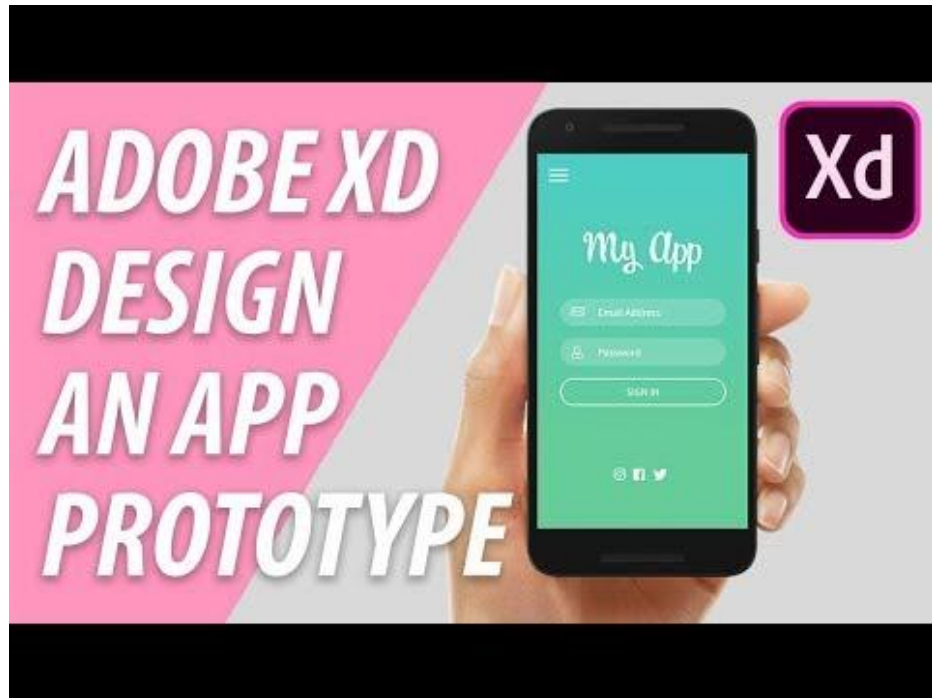 ADOBE XD
DESIGN
AN APP
PROTOTYPE
Xd
My App
Email Address
Password
SIGN IN